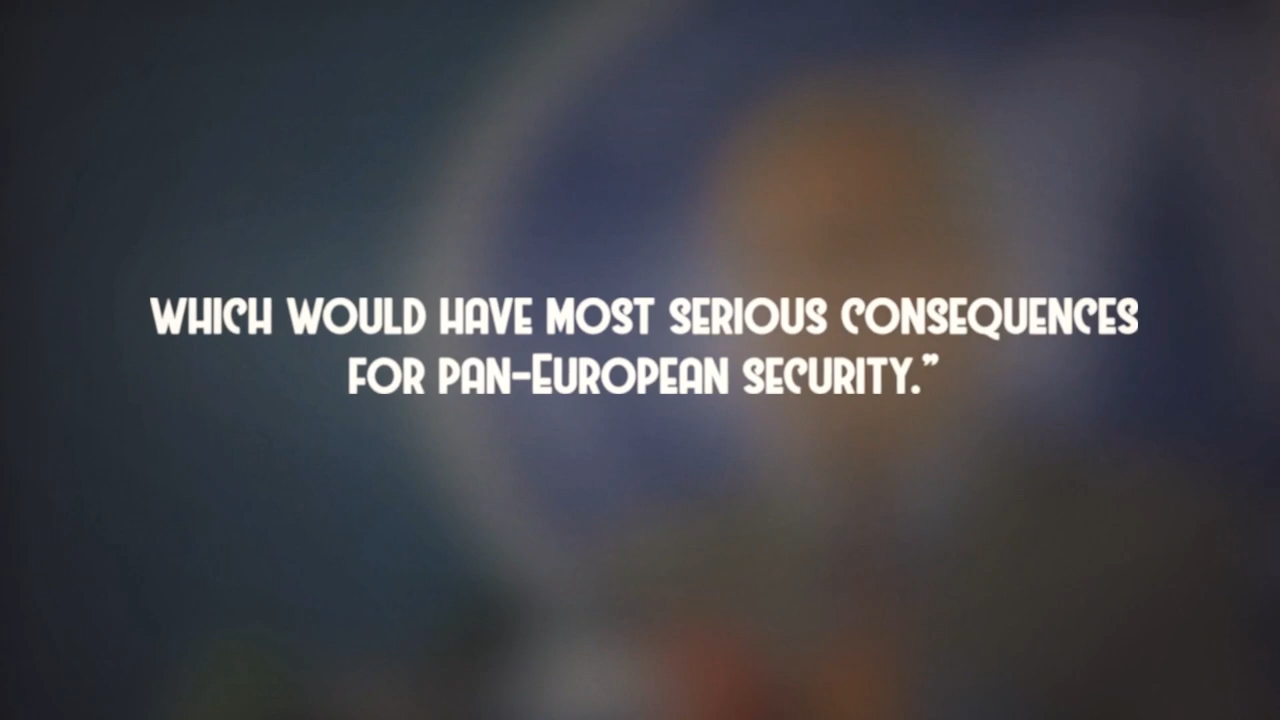 WHICH WOULD HAVE MOST SERIOUS CONSEQUENCES
FOR PAN-EUROPEAN SECURITY.”